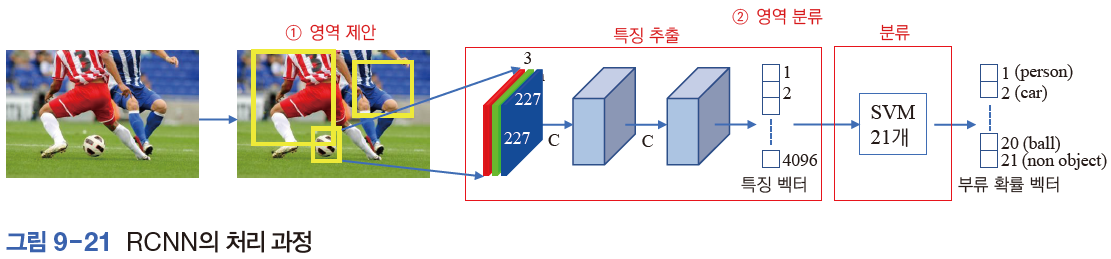 ① 영역 제안
② 영역 분류
특징 추출
분류
3
227
227
C
C
1
2
4096
특징 벡터
SVM
21개
1 (person)
2 (car)
20 (ball)
21 (non object)
부류 확률 벡터
그림 9-21 RCNN의 처리 과정